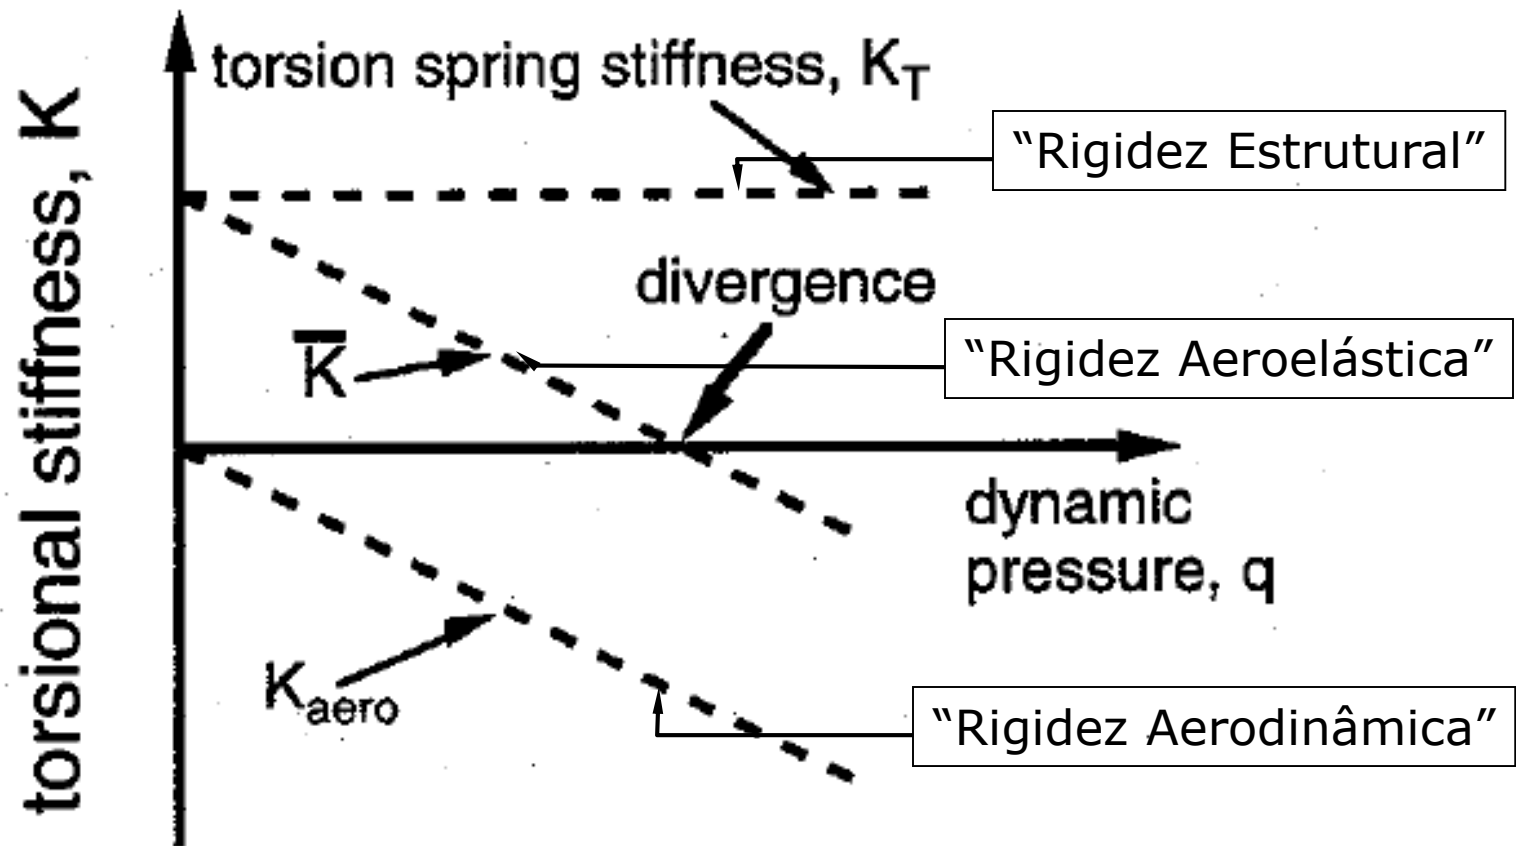 torsional stiffness, K
torsion spring stiffness, K_T
“Rigidez Estrutural”
divergence
K̅
“Rigidez Aeroelástica”
dynamic
pressure, q
K_aero
“Rigidez Aerodinâmica”